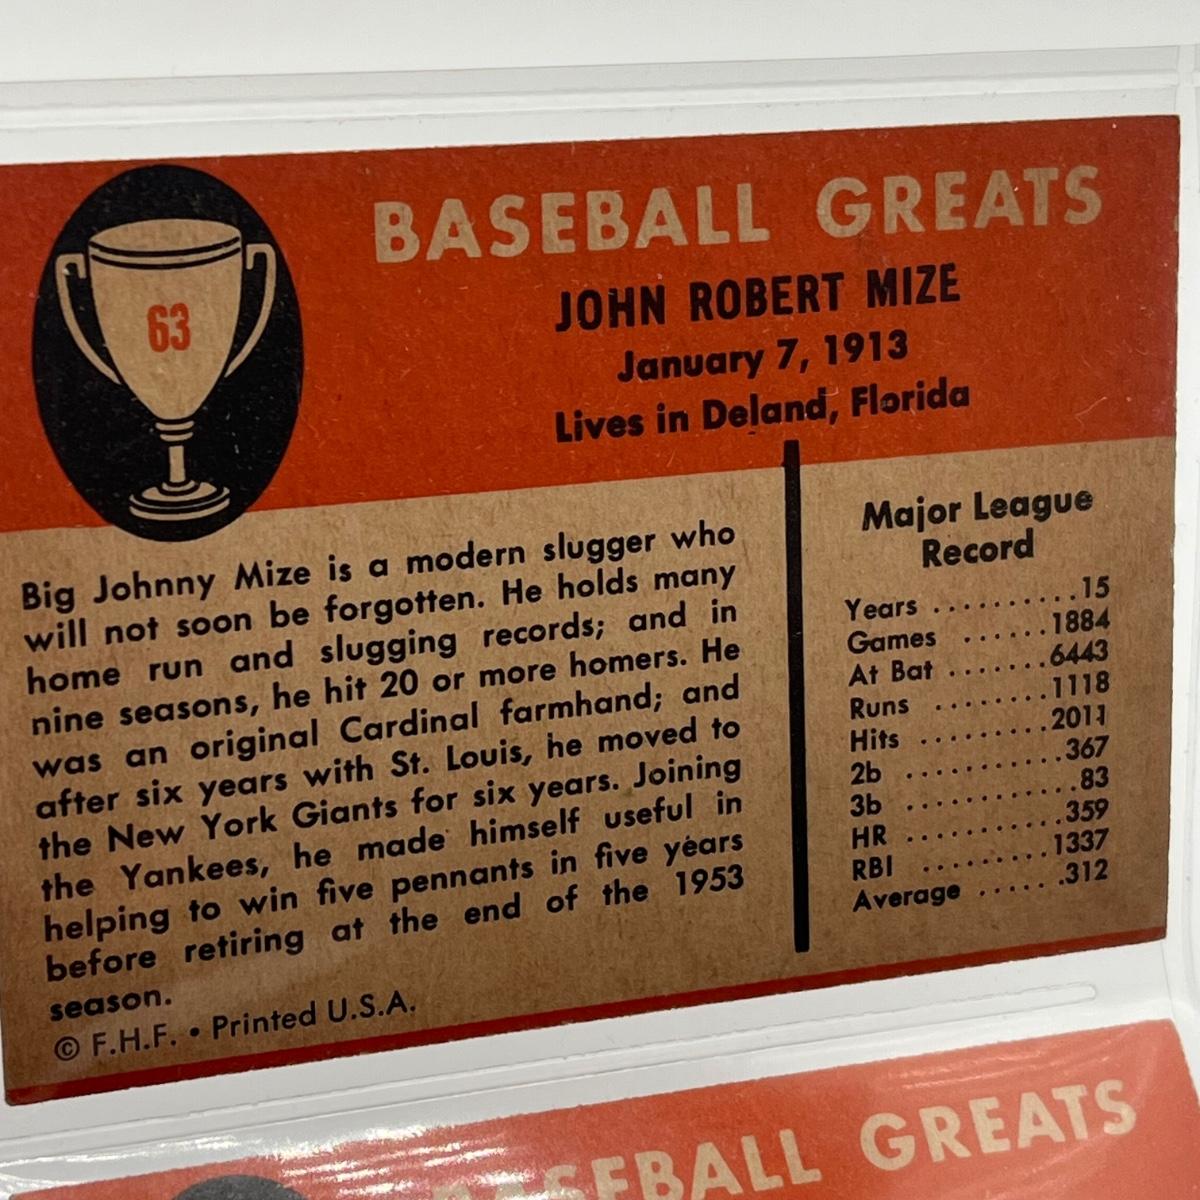 63
BASEBALL GREATS
JOHN ROBERT MIZE
January 7, 1913
Lives in Deland, Florida
Big Johnny Mize is a modern slugger who
will not soon be forgotten. He holds many
home run and slugging records; and in
nine seasons, he hit 20 or more homers. He
was an original Cardinal farmhand; and
after six years with St. Louis, he moved to
the New York Giants for six years. Joining
the Yankees, he made himself useful in
helping to win five pennants in five years
before retiring at the end of the 1953
season.
© F.H.F. • Printed U.S.A.
Major League
Record
Years ..........15
Games ......1884
At Bat .......6443
Runs ........1118
Hits .........2011
2b ...........367
3b ............83
HR ...........359
RBI .........1337
Average ......312
BASEBALL GREATS